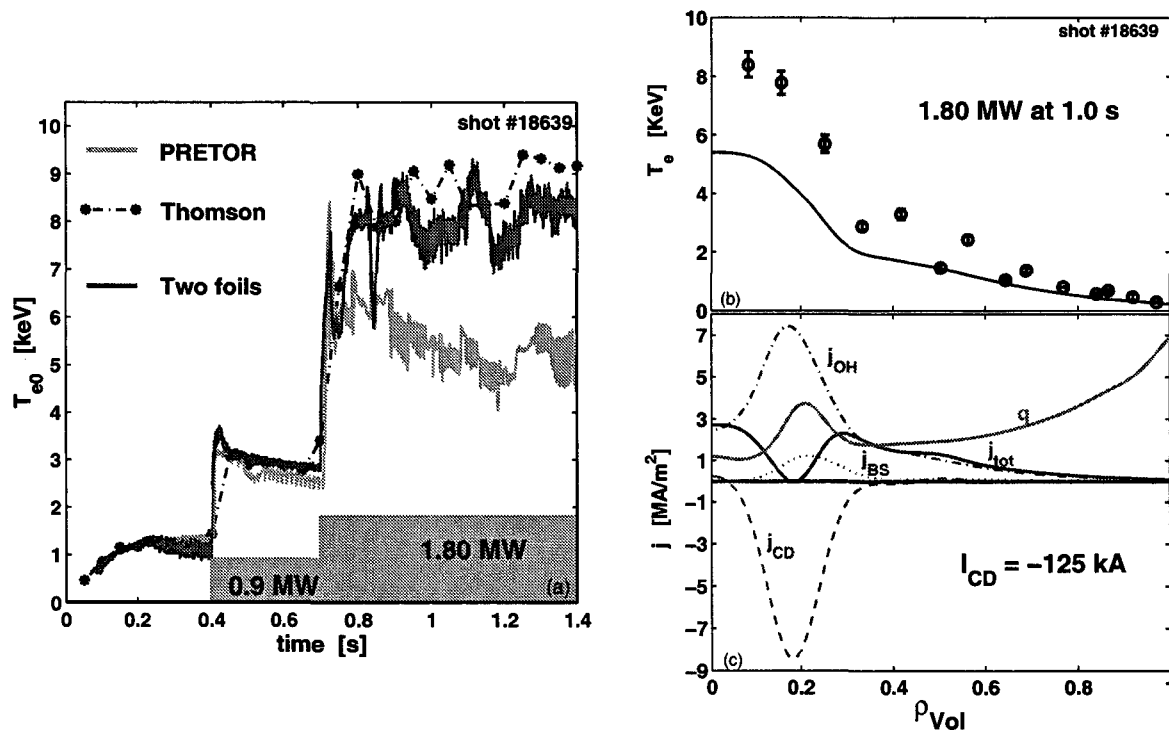 shot #18639
PRETOR
Thomson
Two foils
T_e0 [keV]
10
9
8
7
6
5
4
3
2
1
0
0.9 MW
1.80 MW
(a)
0 0.2 0.4 0.6 0.8 1 1.2 1.4
time [s]
shot #18639
1.80 MW at 1.0 s
T_e [KeV]
10
8
6
4
2
0
(b)
j [MA/m²]
7
5
3
1
−1
−3
−5
−7
−9
j_OH
q
j_BS
j_tot
j_CD
I_CD = −125 kA
(c)
0 0.2 0.4 0.6 0.8
ρ_Vol